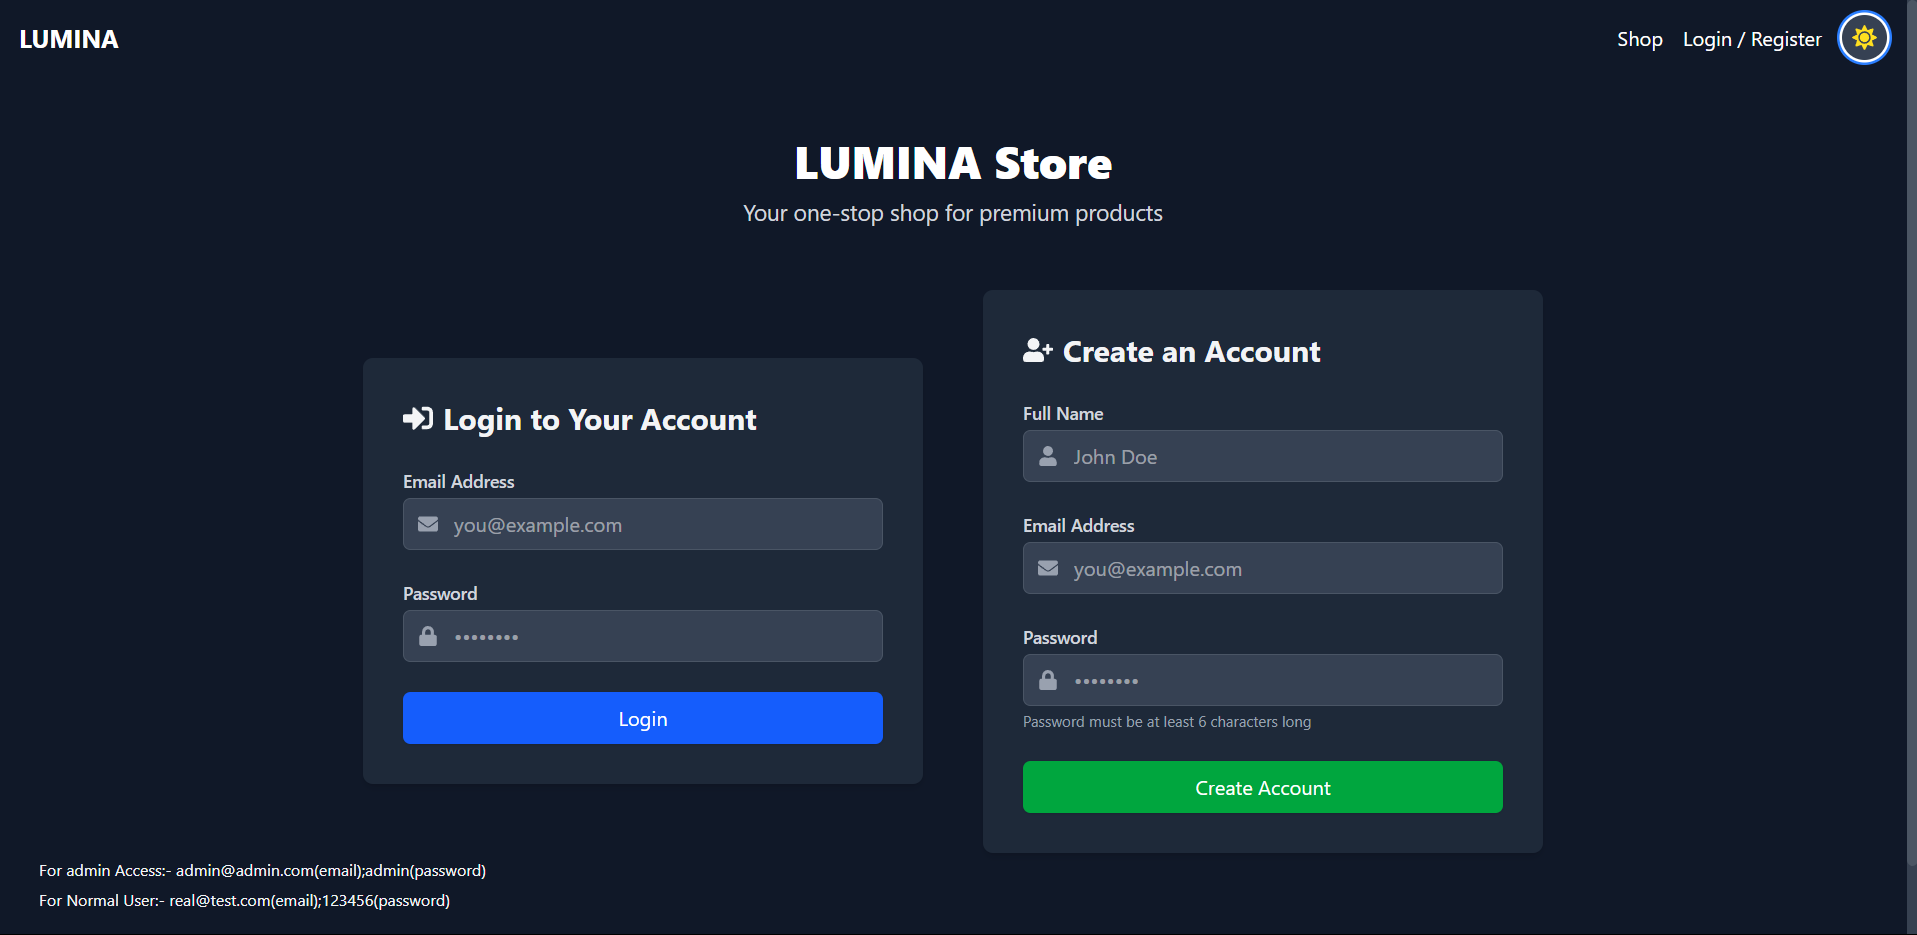 LUMINA
Shop
Login / Register
LUMINA Store
Your one-stop shop for premium products
Login to Your Account
Email Address
you@example.com
Password
••••••••
Login
Create an Account
Full Name
John Doe
Email Address
you@example.com
Password
••••••••
Password must be at least 6 characters long
Create Account
For admin Access:- admin@admin.com(email);admin(password)
For Normal User:- real@test.com(email);123456(password)